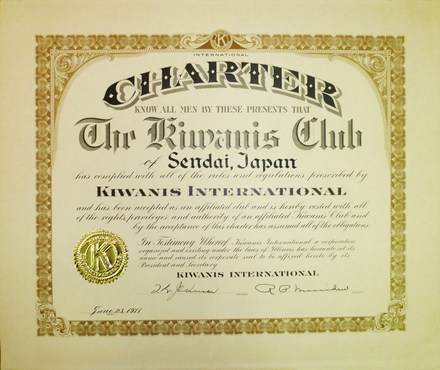 K
INTERNATIONAL
CHARTER
KNOW ALL MEN BY THESE PRESENTS THAT
The Kiwanis Club
of Sendai, Japan
has complied with all of the rules and regulations prescribed by
KIWANIS INTERNATIONAL
and has been accepted as an affiliated club and is hereby vested with all
of the rights, privileges and authority of an affiliated Kiwanis Club and
by the acceptance of this charter has assumed all of the obligations
In Testimony Whereof Kiwanis International a corporation
organized and existing under the laws of Illinois has hereunto set its
name and caused its corporate seal to be affixed hereto by its
President and Secretary
KIWANIS INTERNATIONAL
K
June 23, 1971